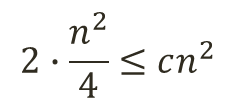 2 · n²/4 ≤ cn²